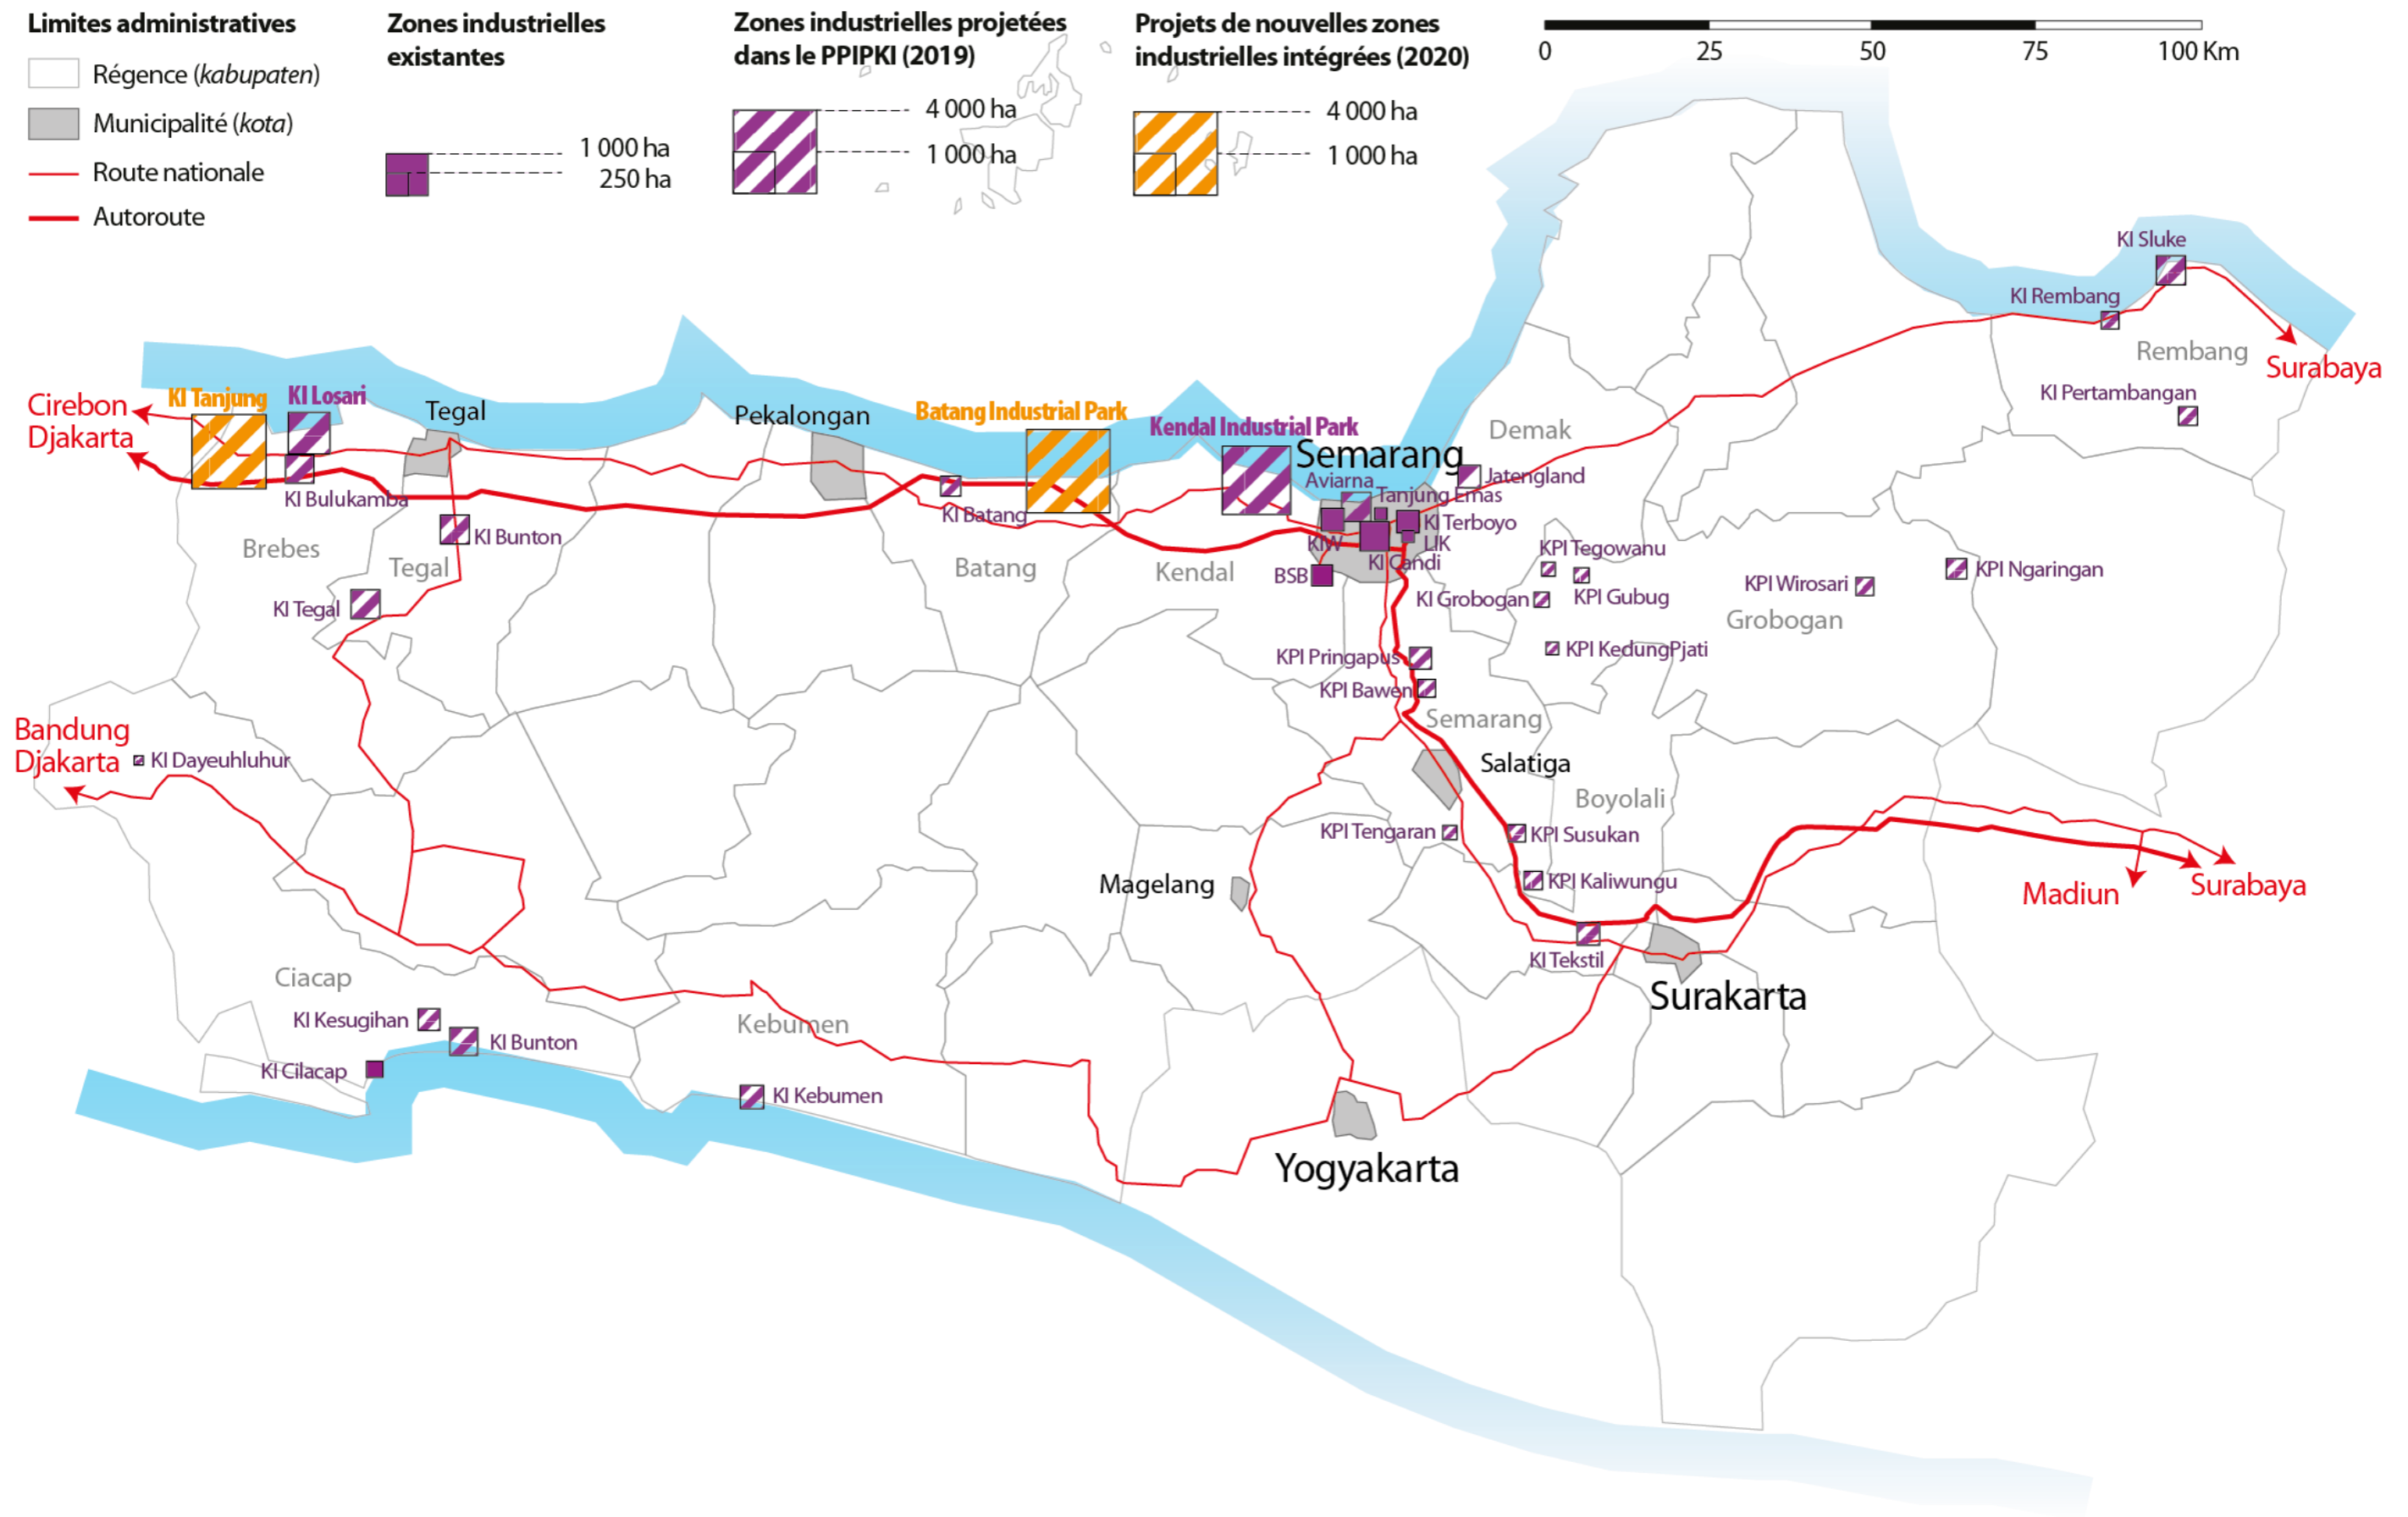 Limites administratives
Régence (kabupaten)
Municipalité (kota)
Route nationale
Autoroute
Zones industrielles
existantes
1 000 ha
250 ha
Zones industrielles projetées
dans le PPIPKI (2019)
4 000 ha
1 000 ha
Projets de nouvelles zones
industrielles intégrées (2020)
4 000 ha
1 000 ha
0 25 50 75 100 Km
KI Sluke
KI Rembang
Rembang
Surabaya
KI Pertambangan
Cirebon
Djakarta
KI Tanjung
KI Losari
Tegal
Pekalongan
Batang Industrial Park
Kendal Industrial Park
Semarang
Demak
Jatengland
Aviarna
Tanjung Emas
KI Bulukamba
KI Batang
KI Terboyo
KIW
LIK
KI Candi
BSB
KI Bunton
Brebes
Tegal
Batang
Kendal
KPI Tegowanu
KPI Gubug
KI Grobogan
KPI Wirosari
KPI Ngaringan
Grobogan
KI Tegal
KPI KedungPjati
KPI Pringapus
KPI Bawen
Semarang
Bandung
Djakarta
KI Dayeuhluhur
Salatiga
Boyolali
KPI Tengaran
KPI Susukan
KPI Kaliwungu
Magelang
Madiun
Surabaya
KI Tekstil
Surakarta
Ciacap
KI Kesugihan
KI Bunton
KI Cilacap
Kebumen
KI Kebumen
Yogyakarta